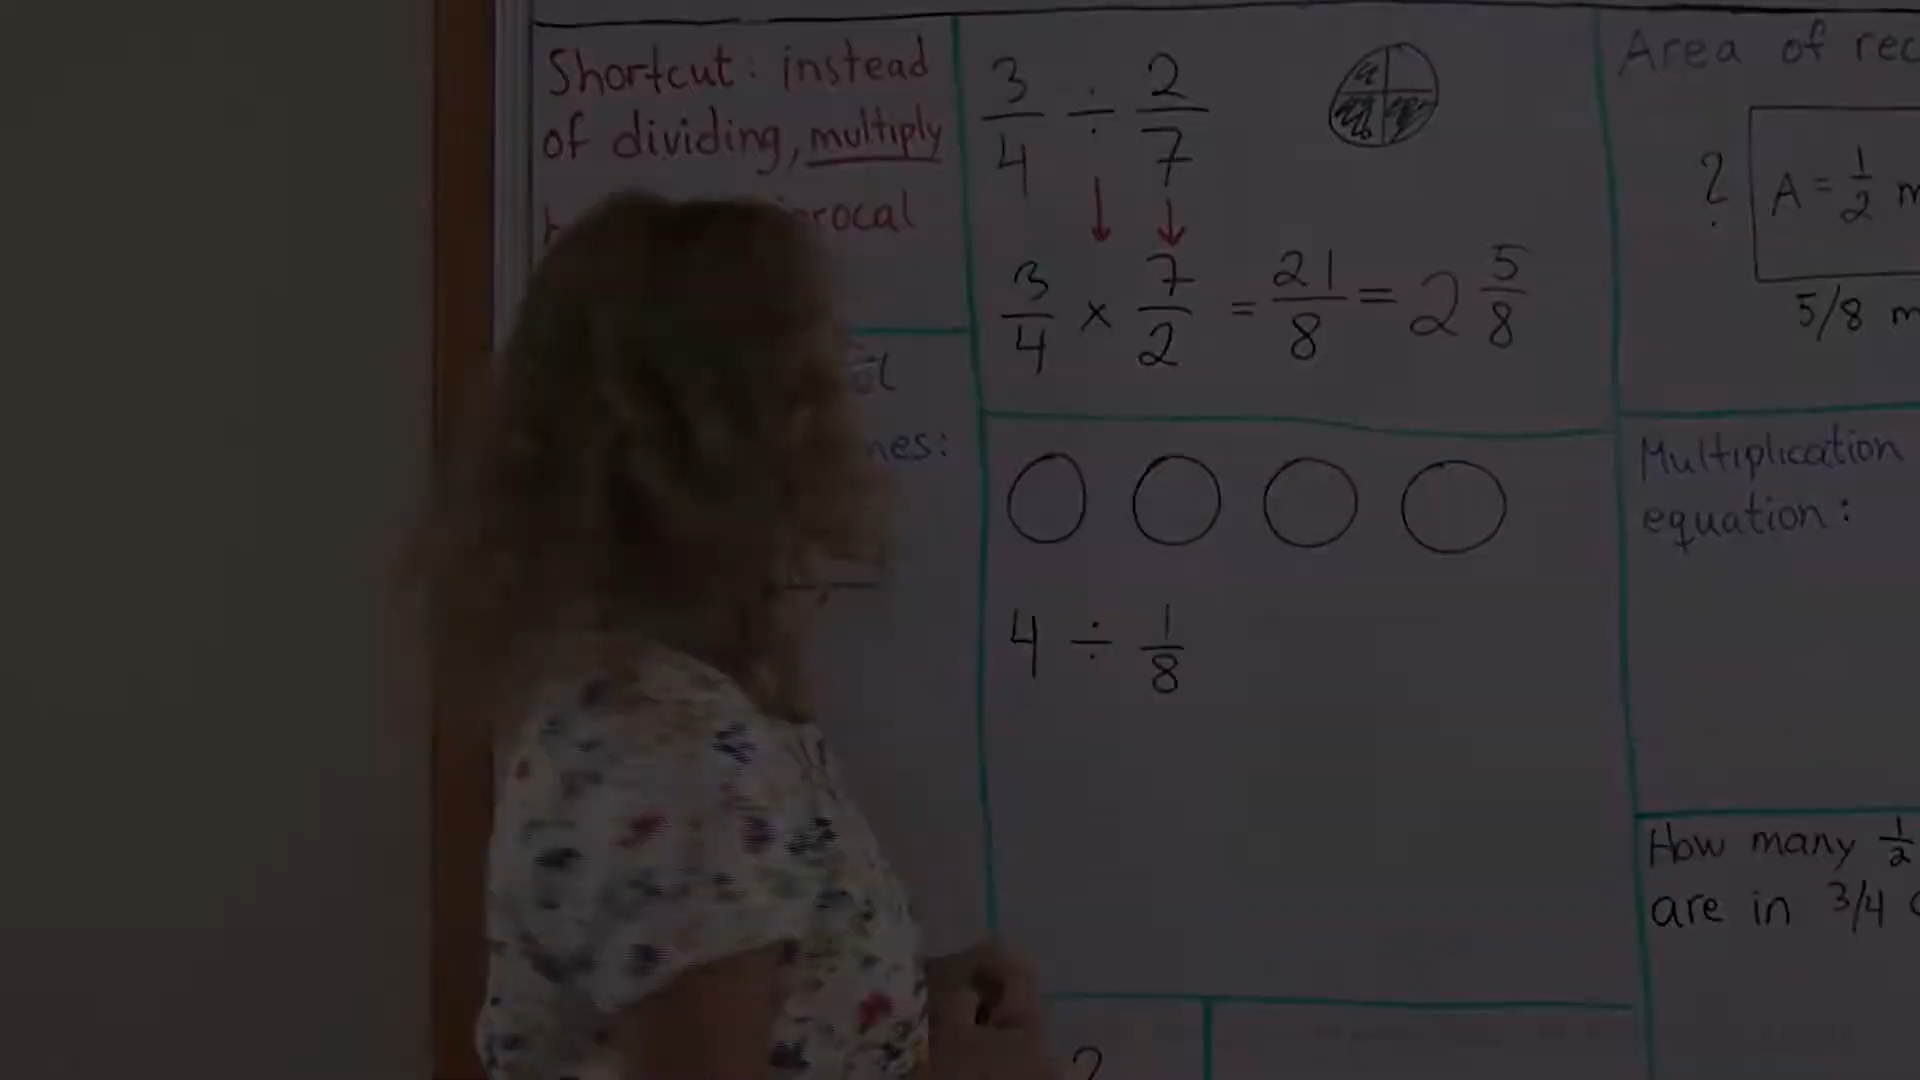 Shortcut: instead
of dividing, multiply
rocal
nes:
3/4 ÷ 2/7
3/4 × 7/2 = 21/8 = 2 5/8
4 ÷ 1/8
?
Area of rec
? A = 1/2 m
5/8 m
Multiplication
equation:
How many 1/2
are in 3/4 c